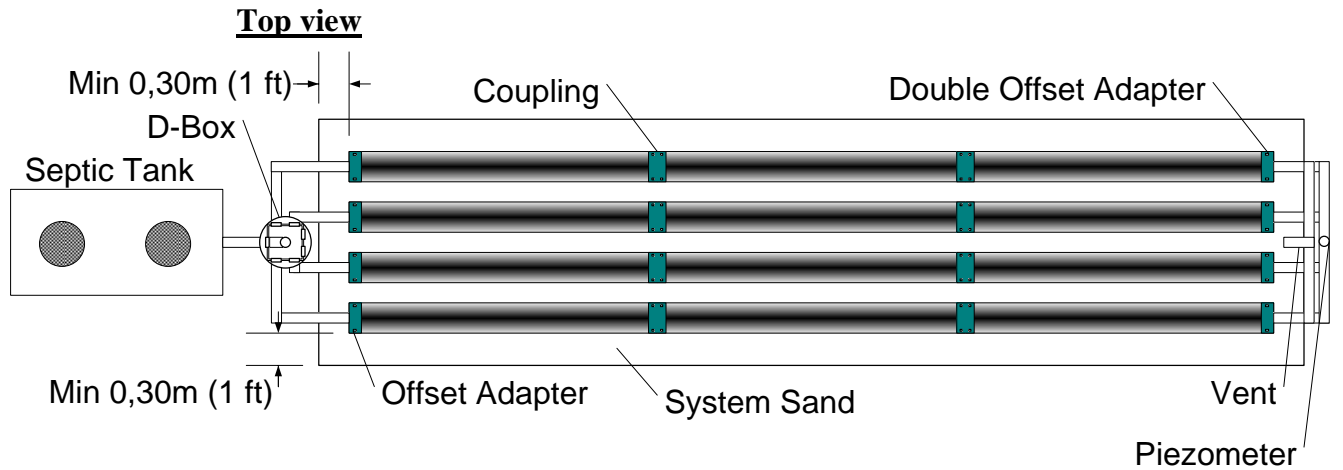 Top view
Min 0,30m (1 ft)
Coupling
Double Offset Adapter
D-Box
Septic Tank
Min 0,30m (1 ft)
Offset Adapter
System Sand
Vent
Piezometer